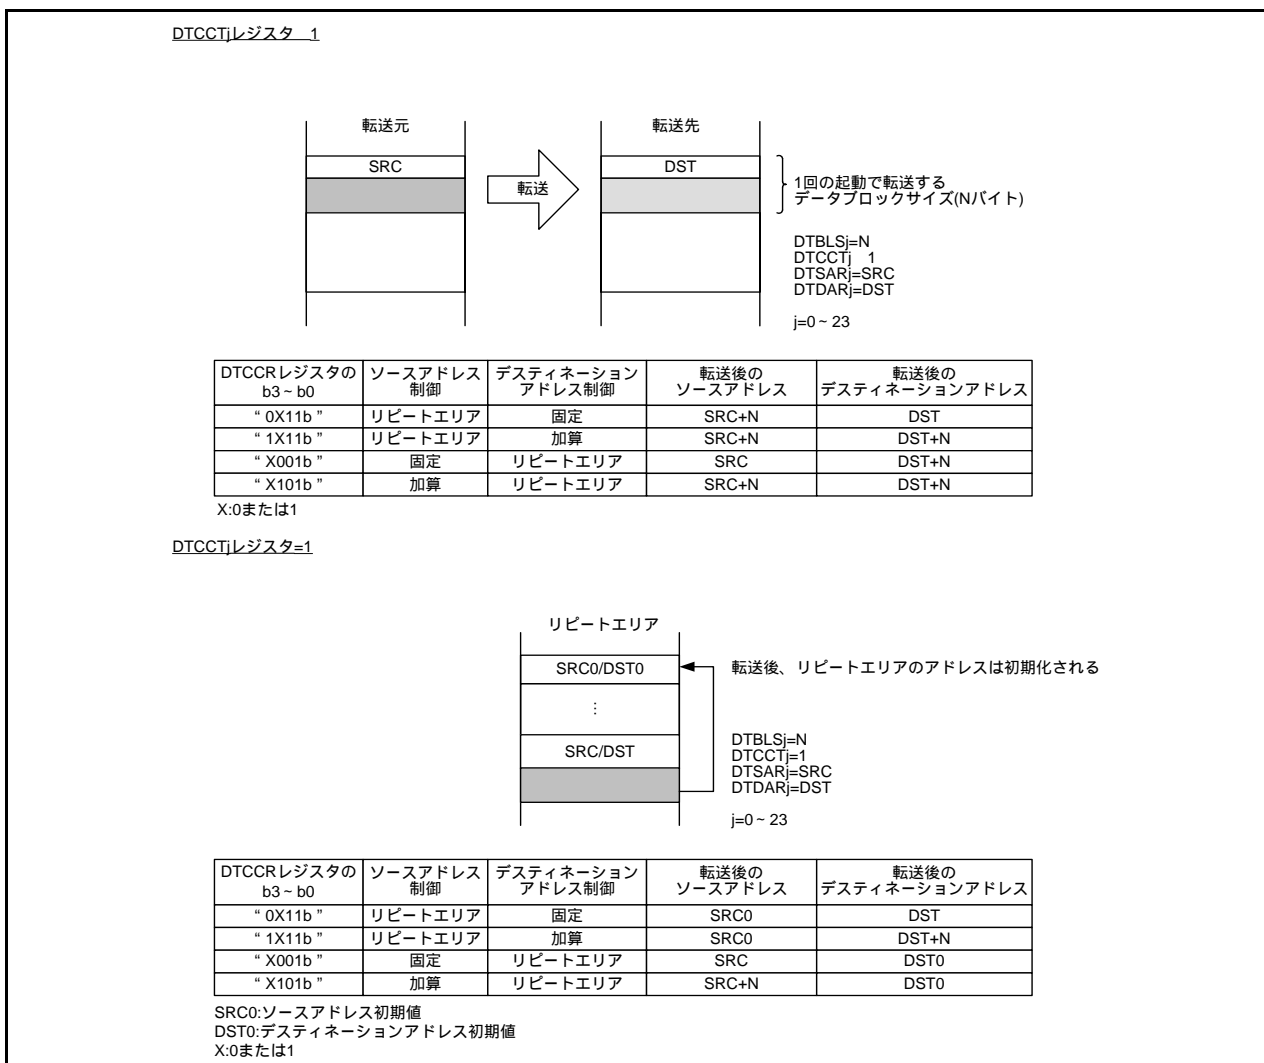 DTCCTjレジスタ 1
転送元
転送先
SRC
DST
転送
1回の起動で転送する
データブロックサイズ(Nバイト)
DTBLSj=N
DTCCTj 1
DTSARj=SRC
DTDARj=DST
j=0~23
DTCCRレジスタの b3~b0 ソースアドレス制御 デスティネーションアドレス制御 転送後のソースアドレス 転送後のデスティネーションアドレス
“0X11b” リピートエリア 固定 SRC+N DST
“1X11b” リピートエリア 加算 SRC+N DST+N
“X001b” 固定 リピートエリア SRC DST+N
“X101b” 加算 リピートエリア SRC+N DST+N
X:0または1
DTCCTjレジスタ=1
リピートエリア
SRC0/DST0
転送後、リピートエリアのアドレスは初期化される
⋮
SRC/DST
DTBLSj=N
DTCCTj=1
DTSARj=SRC
DTDARj=DST
j=0~23
DTCCRレジスタの b3~b0 ソースアドレス制御 デスティネーションアドレス制御 転送後のソースアドレス 転送後のデスティネーションアドレス
“0X11b” リピートエリア 固定 SRC0 DST
“1X11b” リピートエリア 加算 SRC0 DST+N
“X001b” 固定 リピートエリア SRC DST0
“X101b” 加算 リピートエリア SRC+N DST0
SRC0:ソースアドレス初期値
DST0:デスティネーションアドレス初期値
X:0または1